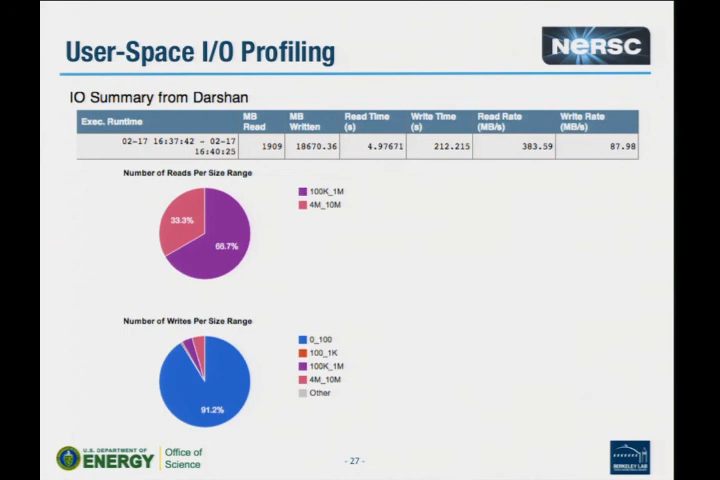 User-Space I/O Profiling
NERSC
IO Summary from Darshan
Exec. Runtime MB Read MB Written Read Time (s) Write Time (s) Read Rate (MB/s) Write Rate (MB/s)
02-17 16:37:42 - 02-17 16:40:25 1909 18670.36 4.97671 212.215 383.59 87.98
Number of Reads Per Size Range
33.3%
66.7%
100K_1M
4M_10M
Number of Writes Per Size Range
91.2%
0_100
100_1K
100K_1M
4M_10M
Other
U.S. DEPARTMENT OF
ENERGY
Office of
Science
- 27 -
BERKELEY LAB